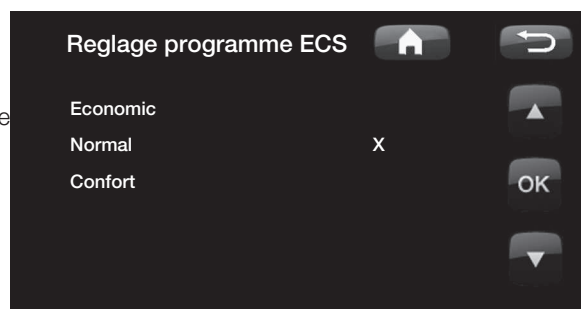 Reglage programme ECS
e
Economic
Normal X
Confort
OK